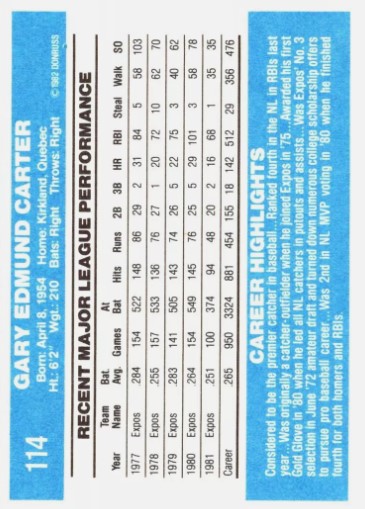 114
GARY EDMUND CARTER
Born: April 8, 1954 Home: Kirkland, Quebec
Ht.: 6'2" Wgt.: 210 Bats: Right Throws: Right © 1982 DONRUSS
RECENT MAJOR LEAGUE PERFORMANCE
Year Team Name Bat. Avg. Games At Bat Hits Runs 2B 3B HR RBI Steal Walk SO
1977 Expos .284 154 522 148 86 29 2 31 84 5 58 103
1978 Expos .255 157 533 136 76 27 1 20 72 10 62 70
1979 Expos .283 141 505 143 74 26 5 22 75 3 40 62
1980 Expos .264 154 549 145 76 25 5 29 101 3 58 78
1981 Expos .251 100 374 94 48 20 2 16 68 1 35 35
Career .265 950 3324 881 454 155 18 142 512 29 356 476
CAREER HIGHLIGHTS
Considered to be the premier catcher in baseball...Ranked fourth in the NL in RBIs last
year...Was originally a catcher-outfielder when he joined Expos in '75...Awarded his first
Gold Glove in '80 when he led all NL catchers in putouts and assists...Was Expos' No. 3
selection in June '72 amateur draft and turned down numerous college scholarship offers
to pursue pro baseball career...Was 2nd in NL MVP voting in '80 when he finished
fourth for both homers and RBIs.